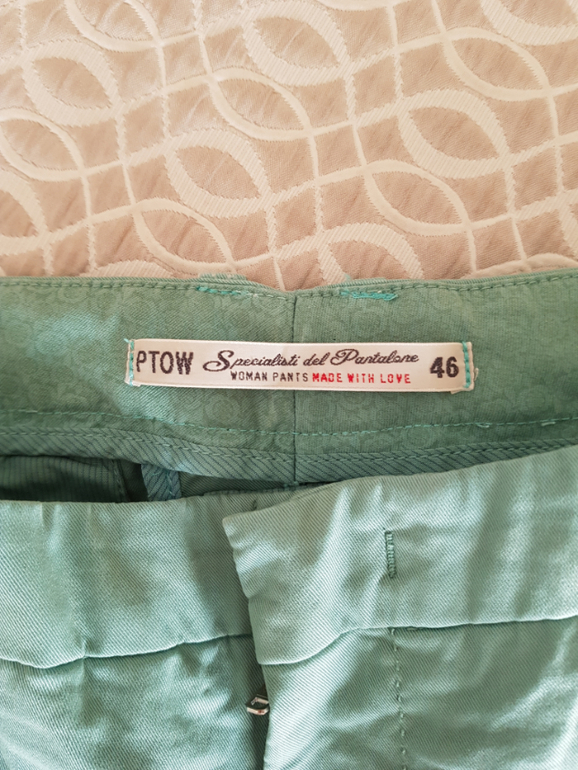 PTOW Specialisti del Pantalone 46
WOMAN PANTS MADE WITH LOVE